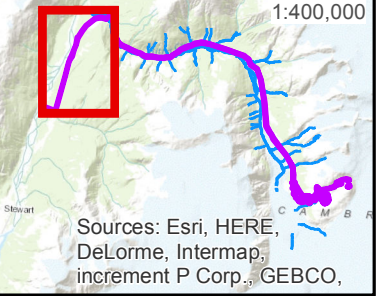 1:400,000
Stewart
C A M B R
Sources: Esri, HERE,
DeLorme, Intermap,
increment P Corp., GEBCO,